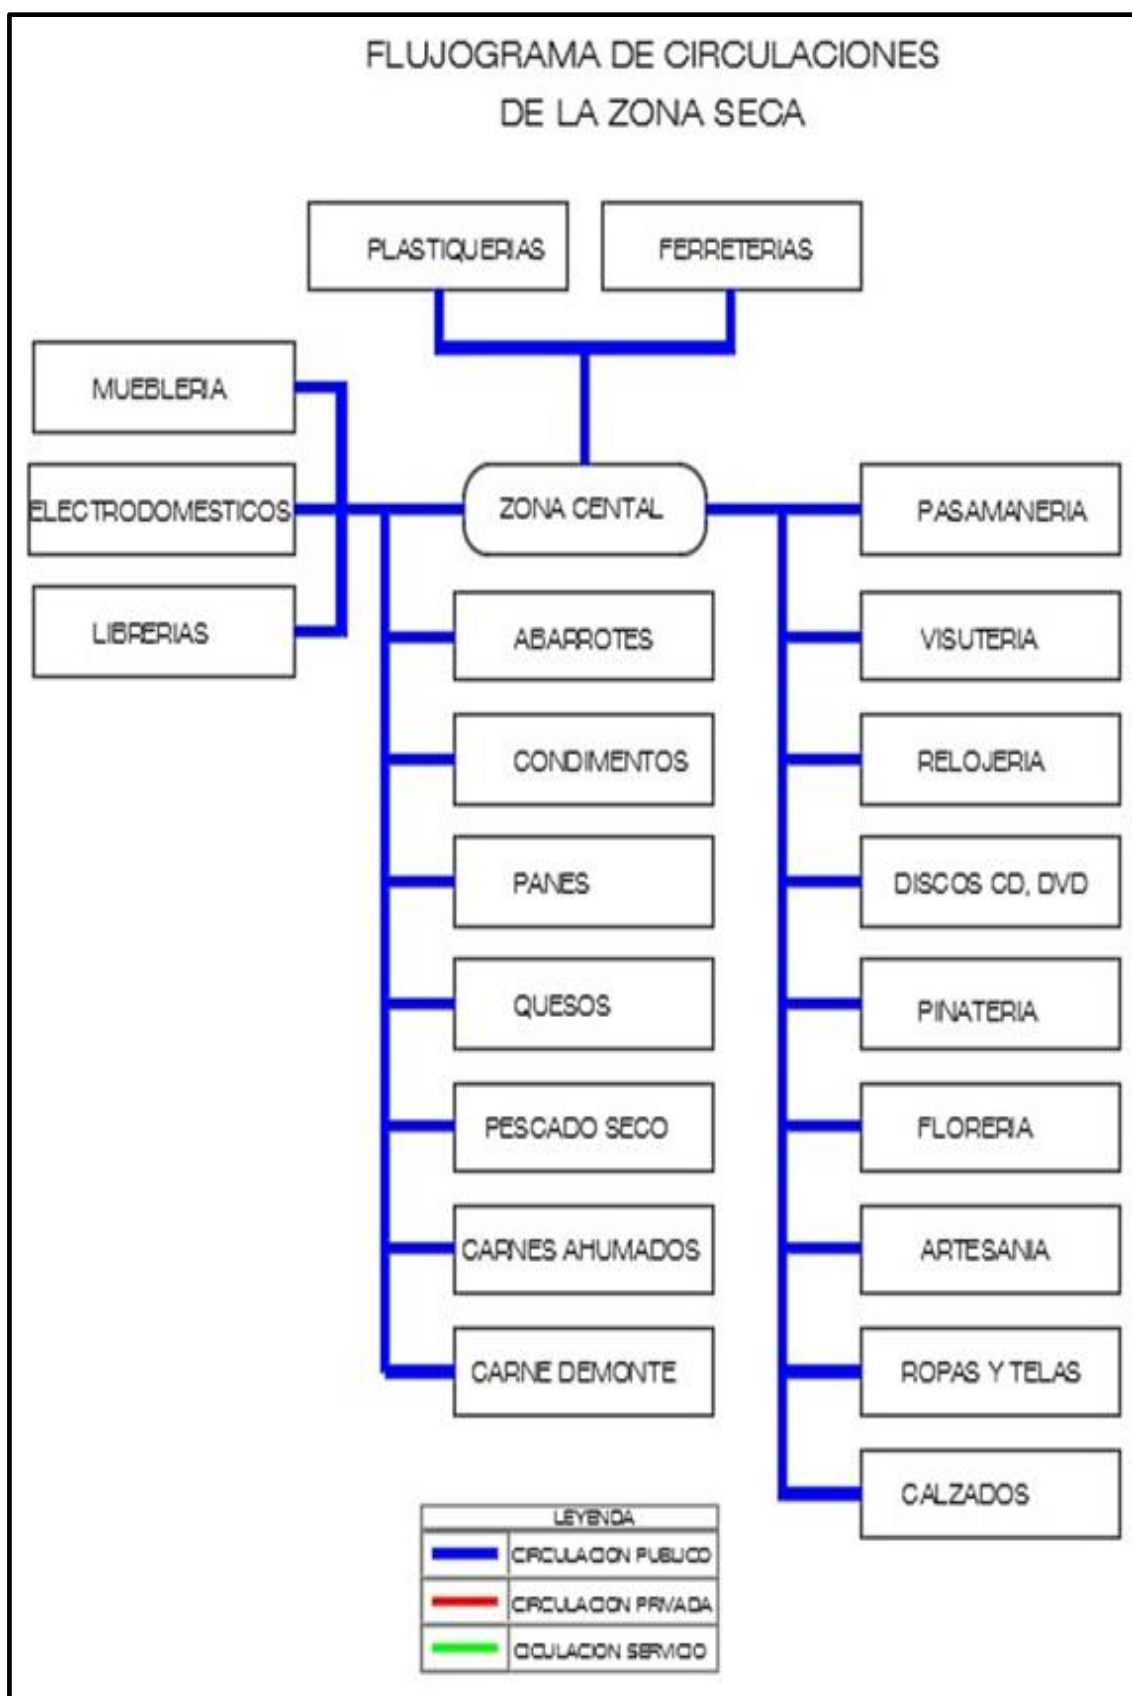 FLUJOGRAMA DE CIRCULACIONES
DE LA ZONA SECA
PLASTIQUERIAS
FERRETERIAS
MUEBLERIA
ELECTRODOMESTICOS
LIBRERIAS
ZONA CENTAL
ABARROTES
CONDIMENTOS
PANES
QUESOS
PESCADO SECO
CARNES AHUMADOS
CARNE DEMONTE
PASAMANERIA
VISUTERIA
RELOJERIA
DISCOS CD, DVD
PINATERIA
FLORERIA
ARTESANIA
ROPAS Y TELAS
CALZADOS
LEYENDA
CIRCULACION PUBLICO
CIRCULACION PRIVADA
CICULACION SERVICIO